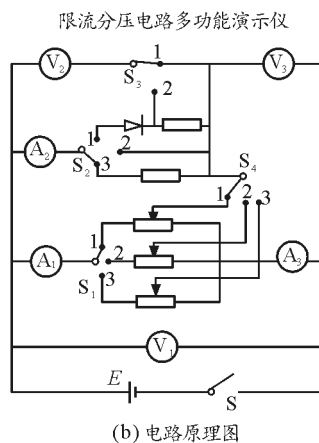 限流分压电路多功能演示仪
V2 1 V3
S3
2
1
A2 2
S2 3 S4
1 2 3
1
A1 2 A3
3
S1
V1
E S
(b) 电路原理图